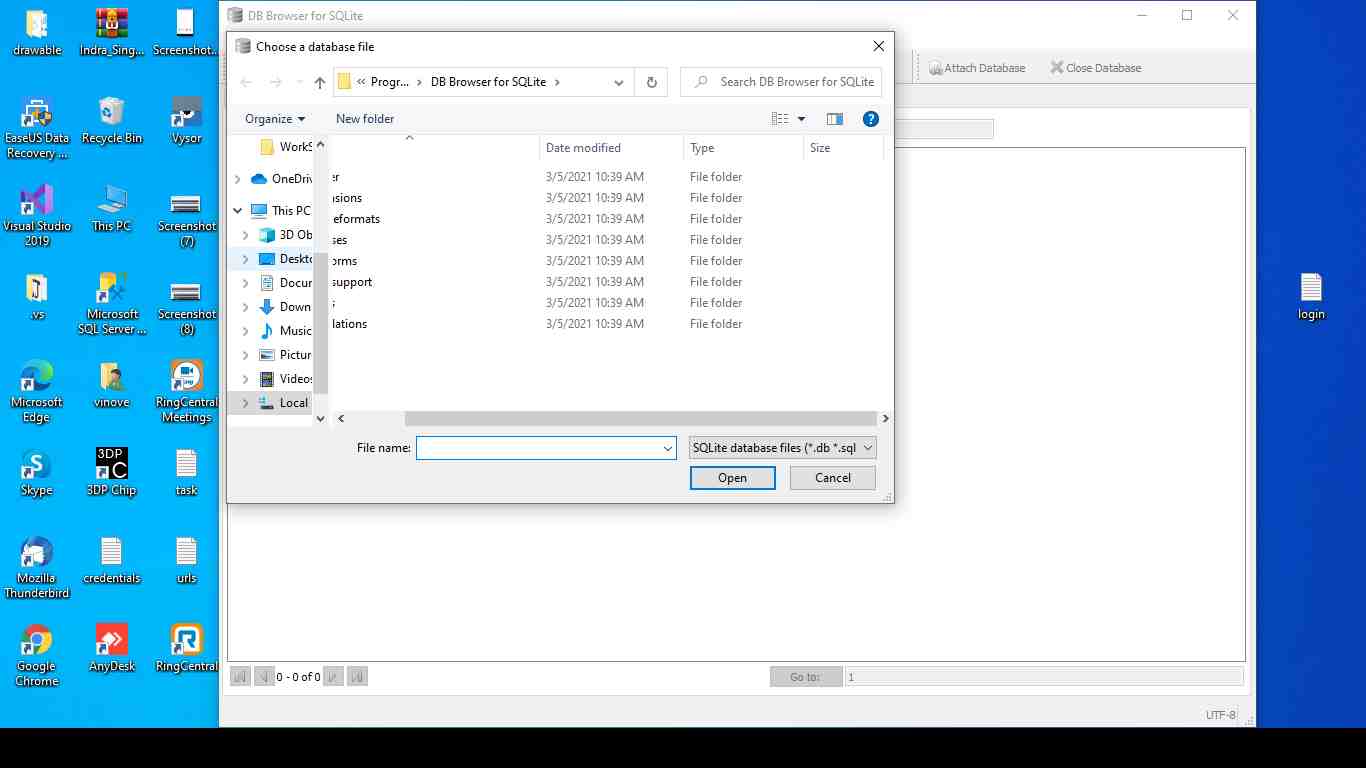 drawable
Indra_Sing...
Screenshot...
EaseUS Data
Recovery ...
Recycle Bin
Vysor
Visual Studio
2019
This PC
Screenshot
(7)
.vs
Microsoft
SQL Server ...
Screenshot
(8)
Microsoft
Edge
vinove
RingCentral
Meetings
Skype
3DP
C
3DP Chip
task
Mozilla
Thunderbird
credentials
urls
Google
Chrome
AnyDesk
RingCentral
DB Browser for SQLite
Attach Database
Close Database
Choose a database file
« Progr... › DB Browser for SQLite ›
Search DB Browser for SQLite
Organize
New folder
WorkS
OneDriv
This PC
3D Ob
Deskto
Docum
Down
Music
Pictur
Videos
Local
Date modified
Type
Size
er 3/5/2021 10:39 AM File folder
nsions 3/5/2021 10:39 AM File folder
eformats 3/5/2021 10:39 AM File folder
ses 3/5/2021 10:39 AM File folder
orms 3/5/2021 10:39 AM File folder
support 3/5/2021 10:39 AM File folder
s 3/5/2021 10:39 AM File folder
lations 3/5/2021 10:39 AM File folder
File name:
SQLite database files (*.db *.sql
Open
Cancel
0 - 0 of 0
Go to:
1
UTF-8
login